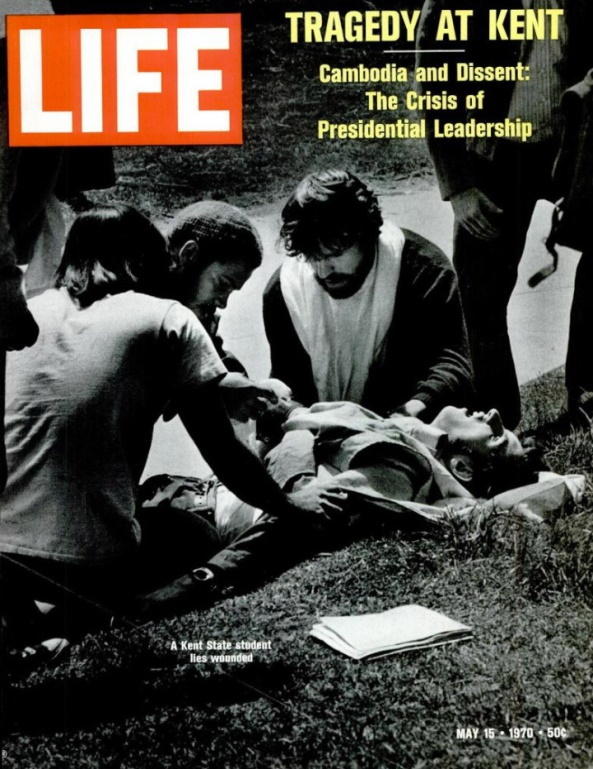 LIFE
TRAGEDY AT KENT
Cambodia and Dissent:
The Crisis of
Presidential Leadership
A Kent State student
lies wounded
MAY 15 • 1970 • 50¢